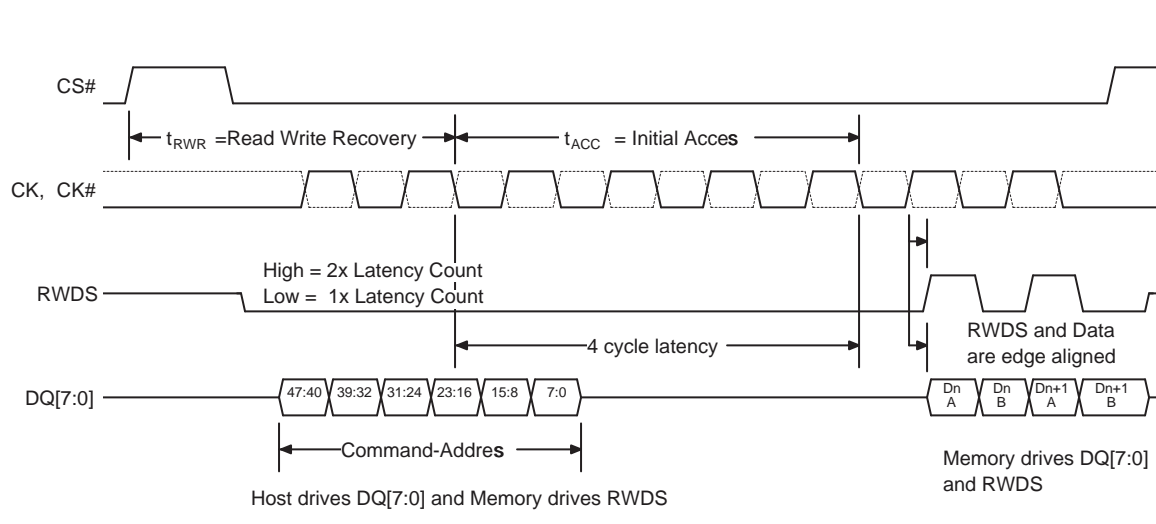 CS#
tRWR =Read Write Recovery
tACC = Initial Acces s
CK, CK#
High = 2x Latency Count
Low = 1x Latency Count
RWDS
4 cycle latency
RWDS and Data
are edge aligned
DQ[7:0]
47:40 39:32 31:24 23:16 15:8 7:0
Dn A
Dn B
Dn+1 A
Dn+1 B
Command-Addres s
Memory drives DQ[7:0]
and RWDS
Host drives DQ[7:0] and Memory drives RWDS